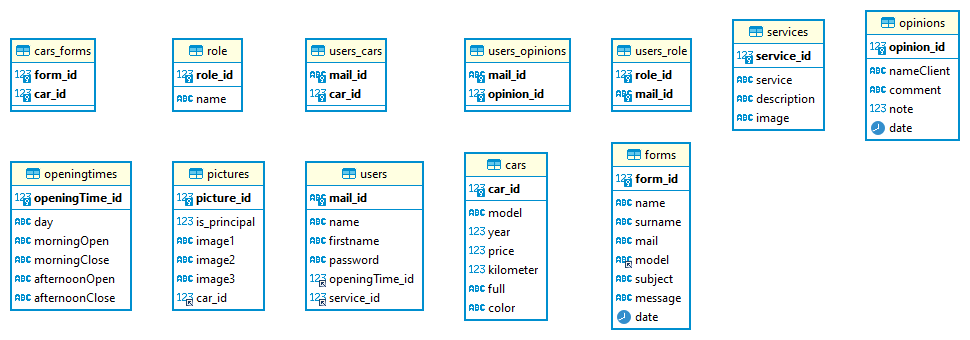 cars_forms
123 form_id
123 car_id
role
123 role_id
ABC name
users_cars
ABC mail_id
ABC car_id
users_opinions
ABC mail_id
123 opinion_id
users_role
123 role_id
ABC mail_id
services
123 service_id
ABC service
ABC description
ABC image
opinions
123 opinion_id
ABC nameClient
ABC comment
123 note
date
openingtimes
123 openingTime_id
ABC day
ABC morningOpen
ABC morningClose
ABC afternoonOpen
ABC afternoonClose
pictures
123 picture_id
123 is_principal
ABC image1
ABC image2
ABC image3
123 car_id
users
ABC mail_id
ABC name
ABC firstname
ABC password
123 openingTime_id
123 service_id
cars
123 car_id
ABC model
123 year
123 price
123 kilometer
ABC full
ABC color
forms
123 form_id
ABC name
ABC surname
ABC mail
ABC model
ABC subject
ABC message
date